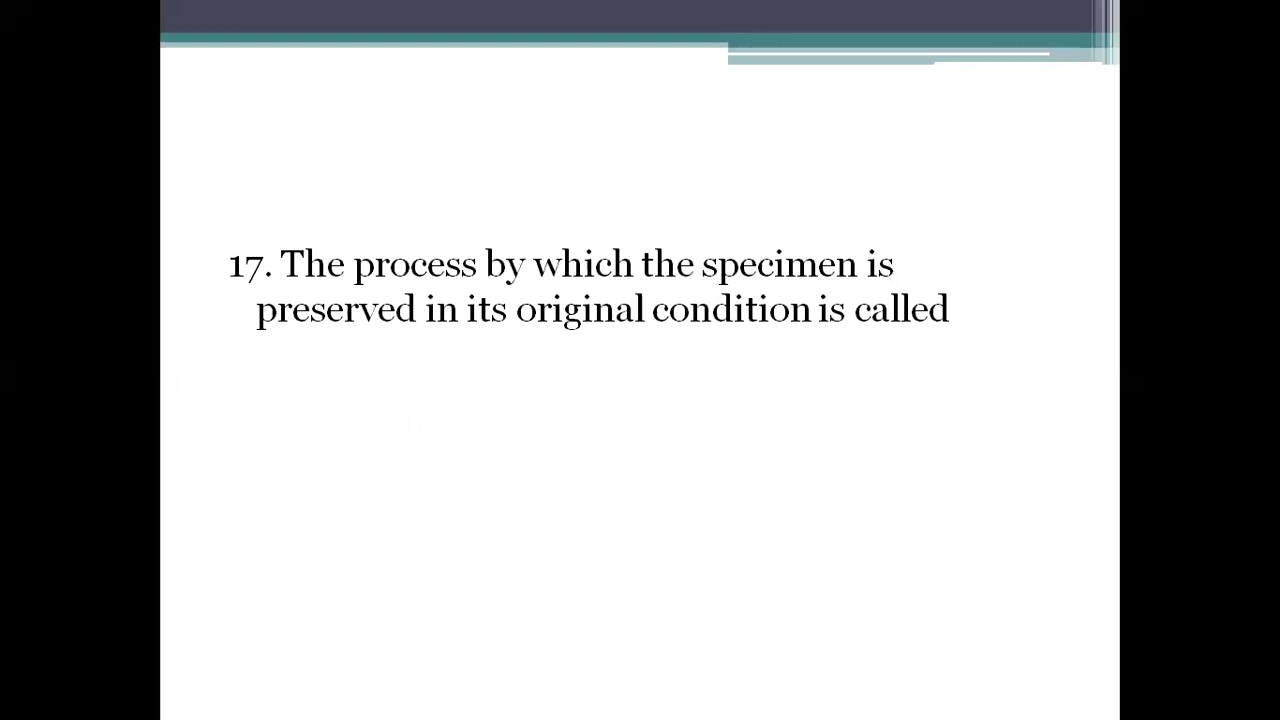 17. The process by which the specimen is
preserved in its original condition is called